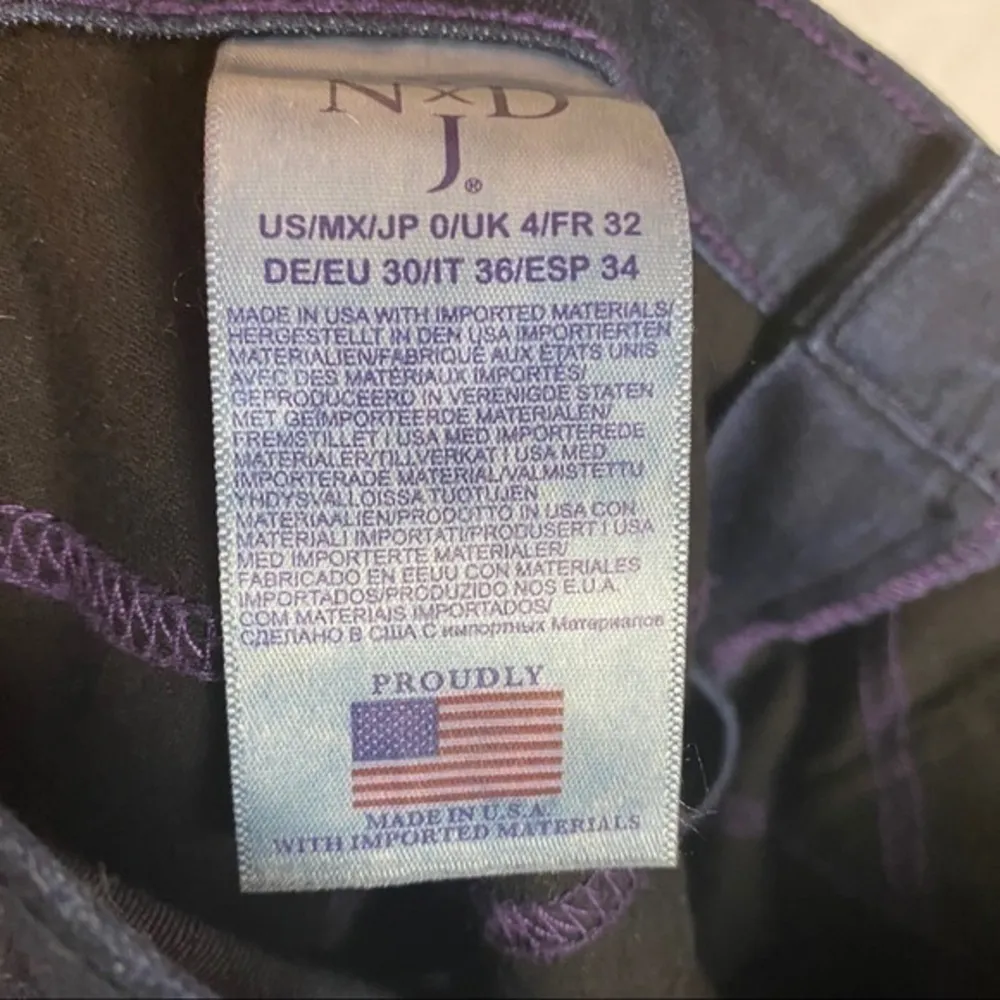 N×D
J®
US/MX/JP 0/UK 4/FR 32
DE/EU 30/IT 36/ESP 34
MADE IN USA WITH IMPORTED MATERIALS/
HERGESTELLT IN DEN USA IMPORTIERTEN
MATERIALIEN/FABRIQUÉ AUX ÉTATS UNIS
AVEC DES MATÉRIAUX IMPORTÉS/
GEPRODUCEERD IN VERENIGDE STATEN
MET GEÏMPORTEERDE MATERIALEN/
FREMSTILLET I USA MED IMPORTEREDE
MATERIALER/TILLVERKAT I USA MED
IMPORTERADE MATERIAL/VALMISTETTU
YHDYSVALLOISSA TUOTUJEN
MATERIAALIEN/PRODOTTO IN USA CON
MATERIALI IMPORTATI/PRODUSERT I USA
MED IMPORTERTE MATERIALER/
FABRICADO EN EEUU CON MATERIALES
IMPORTADOS/PRODUZIDO NOS E.U.A.
COM MATERIAIS IMPORTADOS/
СДЕЛАНО В США С импортных Материалов
PROUDLY
MADE IN U.S.A.
WITH IMPORTED MATERIALS